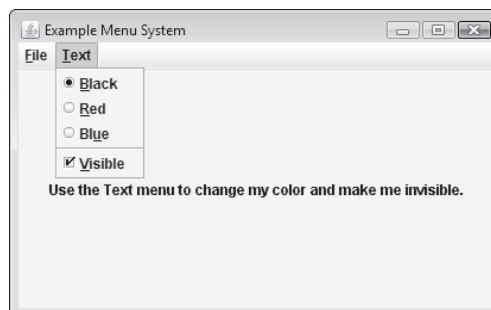 Example Menu System
File Text
Black
Red
Blue
Visible
Use the Text menu to change my color and make me invisible.